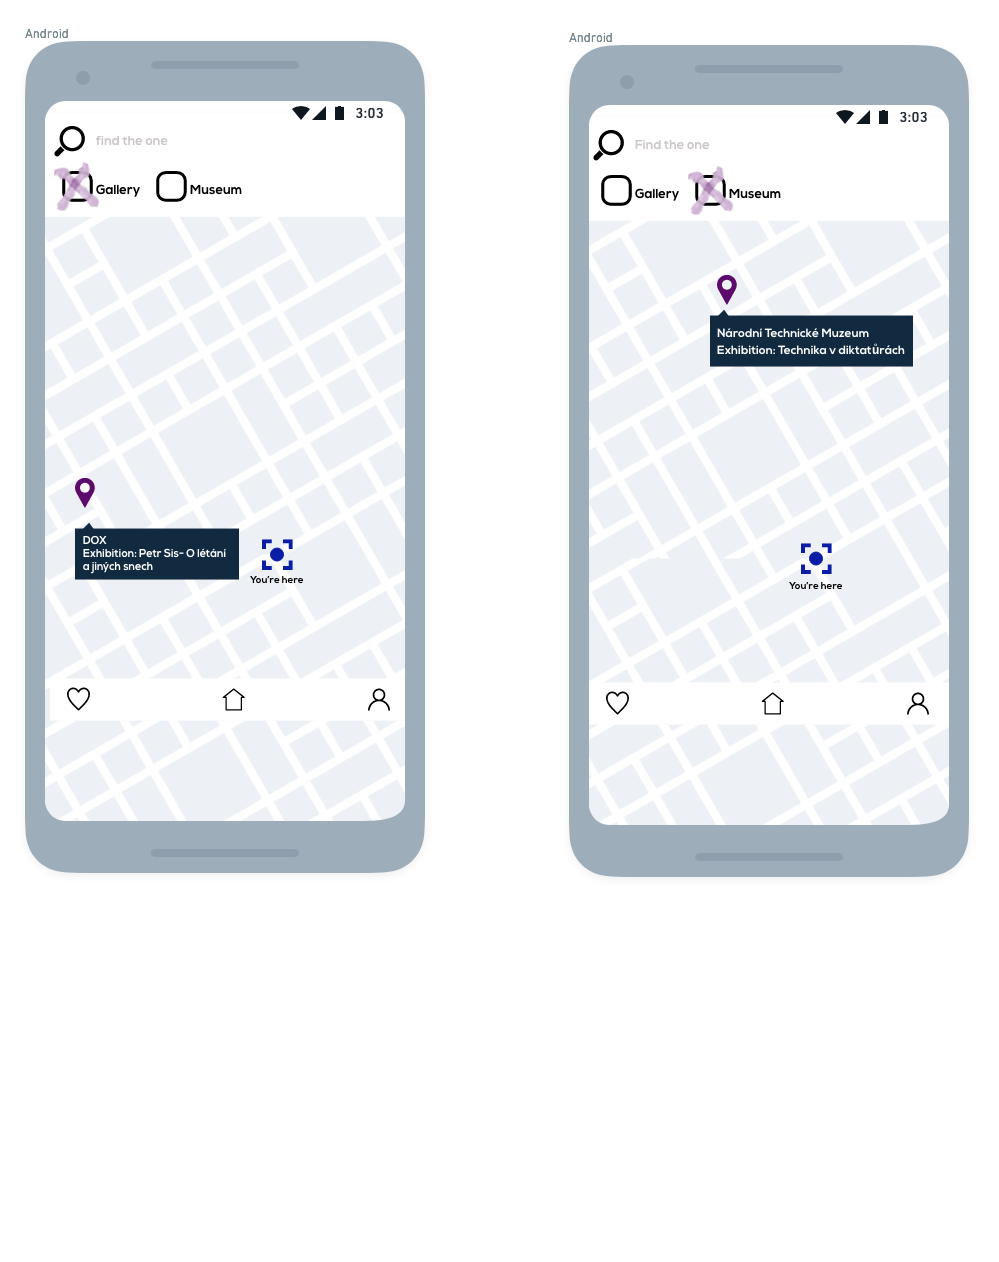 Android
3:03
find the one
Gallery
Museum
DOX
Exhibition: Petr Sis- O létání
a jiných snech
You're here
Android
3:03
Find the one
Gallery
Museum
Národní Technické Muzeum
Exhibition: Technika v diktatůrách
You're here